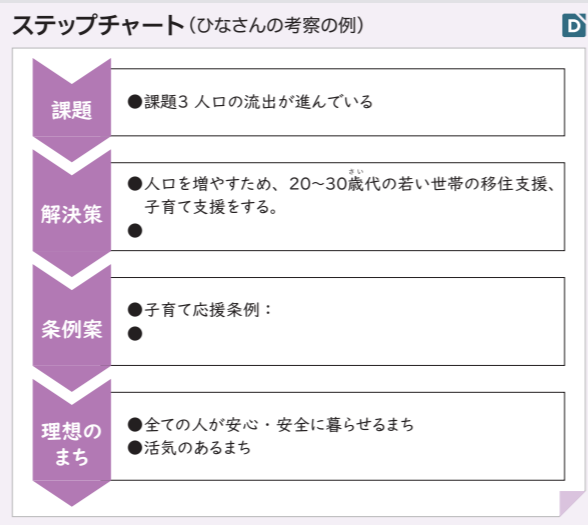 ステップチャート(ひなさんの考察の例)
D
課題
●課題3 人口の流出が進んでいる
解決策
●人口を増やすため、20〜30歳代の若い世帯の移住支援、
さい
子育て支援をする。
●
条例案
●子育て応援条例：
●
理想の
まち
●全ての人が安心・安全に暮らせるまち
●活気のあるまち